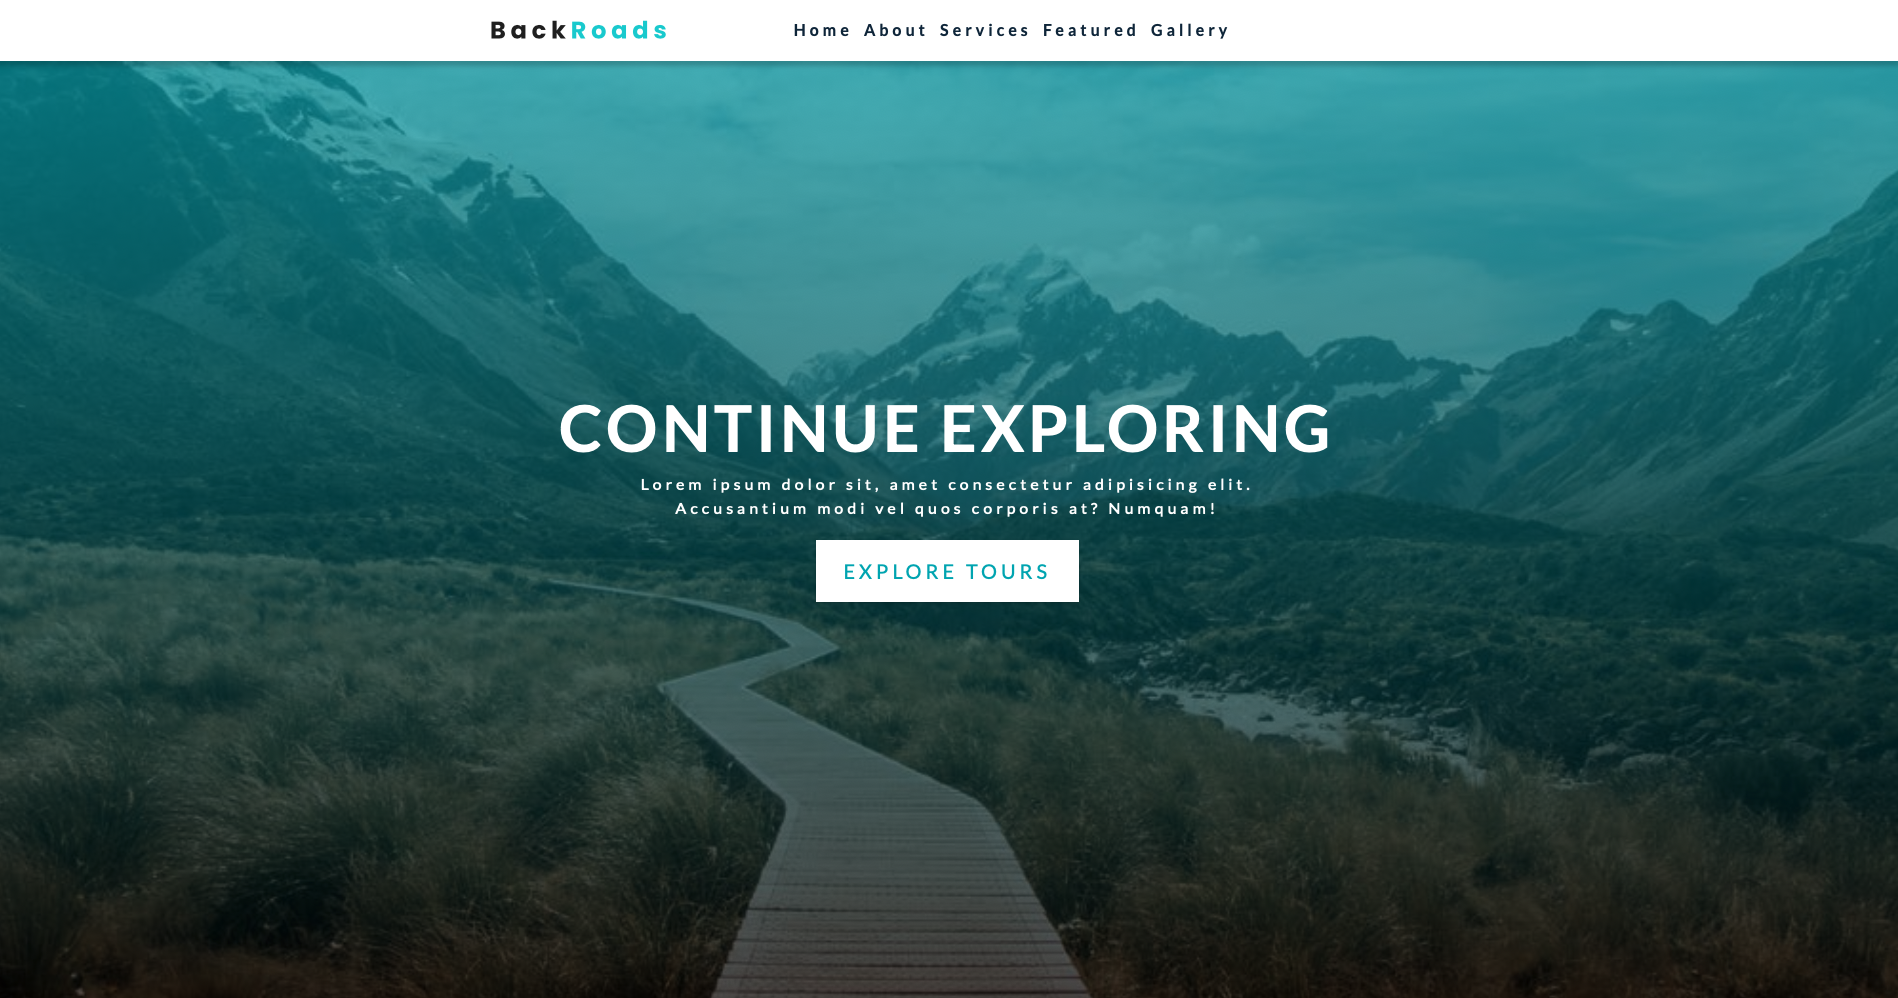 BackRoads
Home About Services Featured Gallery
CONTINUE EXPLORING
Lorem ipsum dolor sit, amet consectetur adipisicing elit.
Accusantium modi vel quos corporis at? Numquam!
EXPLORE TOURS